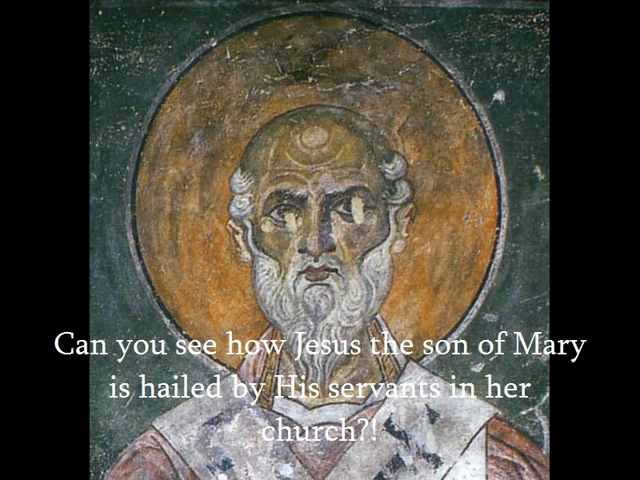 Can you see how Jesus the son of Mary
is hailed by His servants in her
church?!